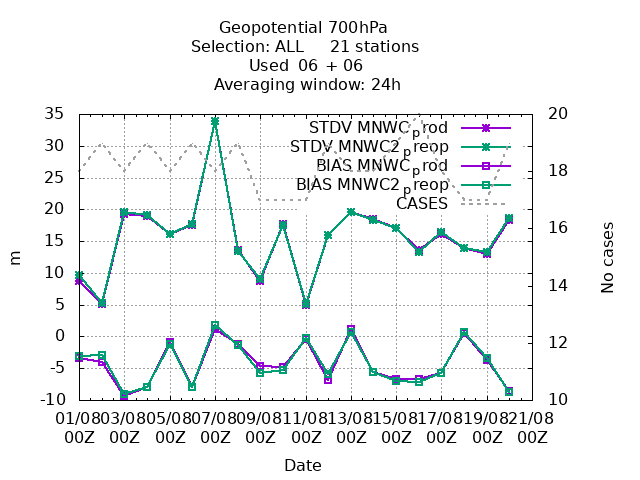 Geopotential 700hPa
Selection: ALL 21 stations
Used 06 + 06
Averaging window: 24h
35 20
30
25 18
20
15 16
10
5 14
0
-5 12
-10 10
m
No cases
STDV MNWC_prod
STDV MNWC2_preop
BIAS MNWC_prod
BIAS MNWC2_preop
CASES
01/08 03/08 05/08 07/08 09/08 11/08 13/08 15/08 17/08 19/08 21/08
00Z 00Z 00Z 00Z 00Z 00Z 00Z 00Z 00Z 00Z 00Z
Date